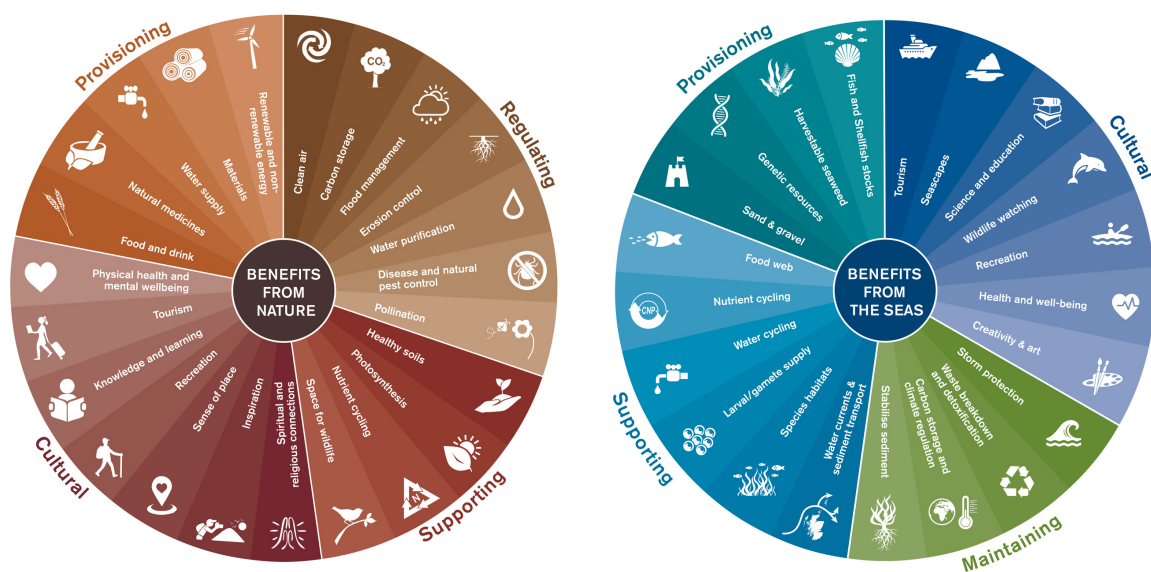 Provisioning
Regulating
Supporting
Cultural
BENEFITS
FROM
NATURE
Clean air
Carbon storage
CO₂
Flood management
Erosion control
Water purification
Disease and natural
pest control
Pollination
Healthy soils
Photosynthesis
Nutrient cycling
N
Space for wildlife
Spiritual and
religious connections
Inspiration
Sense of place
Recreation
Knowledge and learning
Tourism
Physical health and
mental wellbeing
Food and drink
Natural medicines
Water supply
Materials
Renewable and non-
renewable energy
Provisioning
Cultural
Maintaining
Supporting
BENEFITS
FROM
THE SEAS
Tourism
Seascapes
Science and education
Wildlife watching
Recreation
Health and well-being
Creativity & art
Storm protection
Waste breakdown
and detoxification
Carbon storage and
climate regulation
Stabilise sediment
Water currents &
sediment transport
Species habitats
Larval/gamete supply
Water cycling
Nutrient cycling
CNP
Food web
Sand & gravel
Genetic resources
Harvestable seaweed
Fish and Shellfish stocks